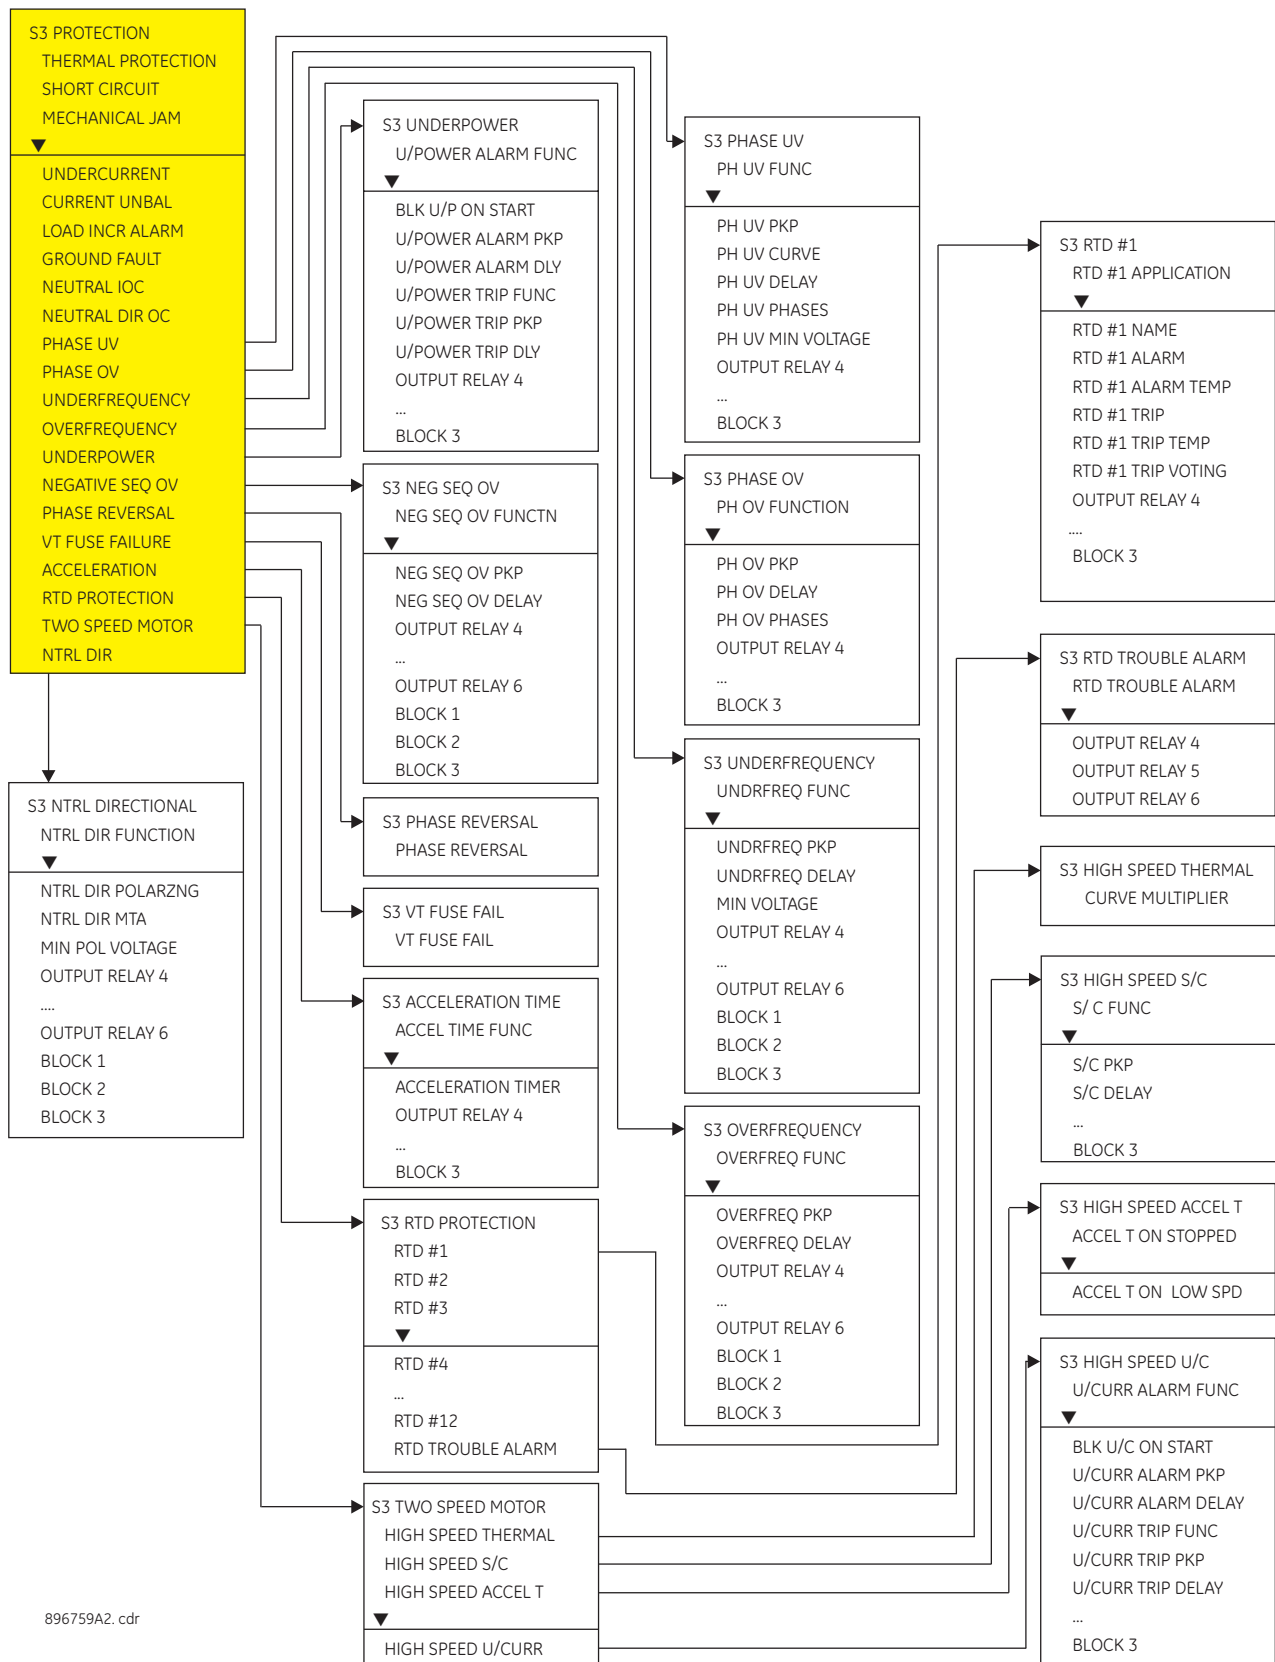 S3 PROTECTION
THERMAL PROTECTION
SHORT CIRCUIT
MECHANICAL JAM
UNDERCURRENT
CURRENT UNBAL
LOAD INCR ALARM
GROUND FAULT
NEUTRAL IOC
NEUTRAL DIR OC
PHASE UV
PHASE OV
UNDERFREQUENCY
OVERFREQUENCY
UNDERPOWER
NEGATIVE SEQ OV
PHASE REVERSAL
VT FUSE FAILURE
ACCELERATION
RTD PROTECTION
TWO SPEED MOTOR
NTRL DIR
S3 NTRL DIRECTIONAL
NTRL DIR FUNCTION
NTRL DIR POLARZNG
NTRL DIR MTA
MIN POL VOLTAGE
OUTPUT RELAY 4
....
OUTPUT RELAY 6
BLOCK 1
BLOCK 2
BLOCK 3
S3 UNDERPOWER
U/POWER ALARM FUNC
BLK U/P ON START
U/POWER ALARM PKP
U/POWER ALARM DLY
U/POWER TRIP FUNC
U/POWER TRIP PKP
U/POWER TRIP DLY
OUTPUT RELAY 4
...
BLOCK 3
S3 NEG SEQ OV
NEG SEQ OV FUNCTN
NEG SEQ OV PKP
NEG SEQ OV DELAY
OUTPUT RELAY 4
...
OUTPUT RELAY 6
BLOCK 1
BLOCK 2
BLOCK 3
S3 PHASE REVERSAL
PHASE REVERSAL
S3 VT FUSE FAIL
VT FUSE FAIL
S3 ACCELERATION TIME
ACCEL TIME FUNC
ACCELERATION TIMER
OUTPUT RELAY 4
...
BLOCK 3
S3 RTD PROTECTION
RTD #1
RTD #2
RTD #3
RTD #4
...
RTD #12
RTD TROUBLE ALARM
S3 TWO SPEED MOTOR
HIGH SPEED THERMAL
HIGH SPEED S/C
HIGH SPEED ACCEL T
HIGH SPEED U/CURR
S3 PHASE UV
PH UV FUNC
PH UV PKP
PH UV CURVE
PH UV DELAY
PH UV PHASES
PH UV MIN VOLTAGE
OUTPUT RELAY 4
...
BLOCK 3
S3 PHASE OV
PH OV FUNCTION
PH OV PKP
PH OV DELAY
PH OV PHASES
OUTPUT RELAY 4
...
BLOCK 3
S3 UNDERFREQUENCY
UNDRFREQ FUNC
UNDRFREQ PKP
UNDRFREQ DELAY
MIN VOLTAGE
OUTPUT RELAY 4
...
OUTPUT RELAY 6
BLOCK 1
BLOCK 2
BLOCK 3
S3 OVERFREQUENCY
OVERFREQ FUNC
OVERFREQ PKP
OVERFREQ DELAY
OUTPUT RELAY 4
...
OUTPUT RELAY 6
BLOCK 1
BLOCK 2
BLOCK 3
S3 RTD #1
RTD #1 APPLICATION
RTD #1 NAME
RTD #1 ALARM
RTD #1 ALARM TEMP
RTD #1 TRIP
RTD #1 TRIP TEMP
RTD #1 TRIP VOTING
OUTPUT RELAY 4
....
BLOCK 3
S3 RTD TROUBLE ALARM
RTD TROUBLE ALARM
OUTPUT RELAY 4
OUTPUT RELAY 5
OUTPUT RELAY 6
S3 HIGH SPEED THERMAL
CURVE MULTIPLIER
S3 HIGH SPEED S/C
S/ C FUNC
S/C PKP
S/C DELAY
...
BLOCK 3
S3 HIGH SPEED ACCEL T
ACCEL T ON STOPPED
ACCEL T ON LOW SPD
S3 HIGH SPEED U/C
U/CURR ALARM FUNC
BLK U/C ON START
U/CURR ALARM PKP
U/CURR ALARM DELAY
U/CURR TRIP FUNC
U/CURR TRIP PKP
U/CURR TRIP DELAY
...
BLOCK 3
896759A2. cdr